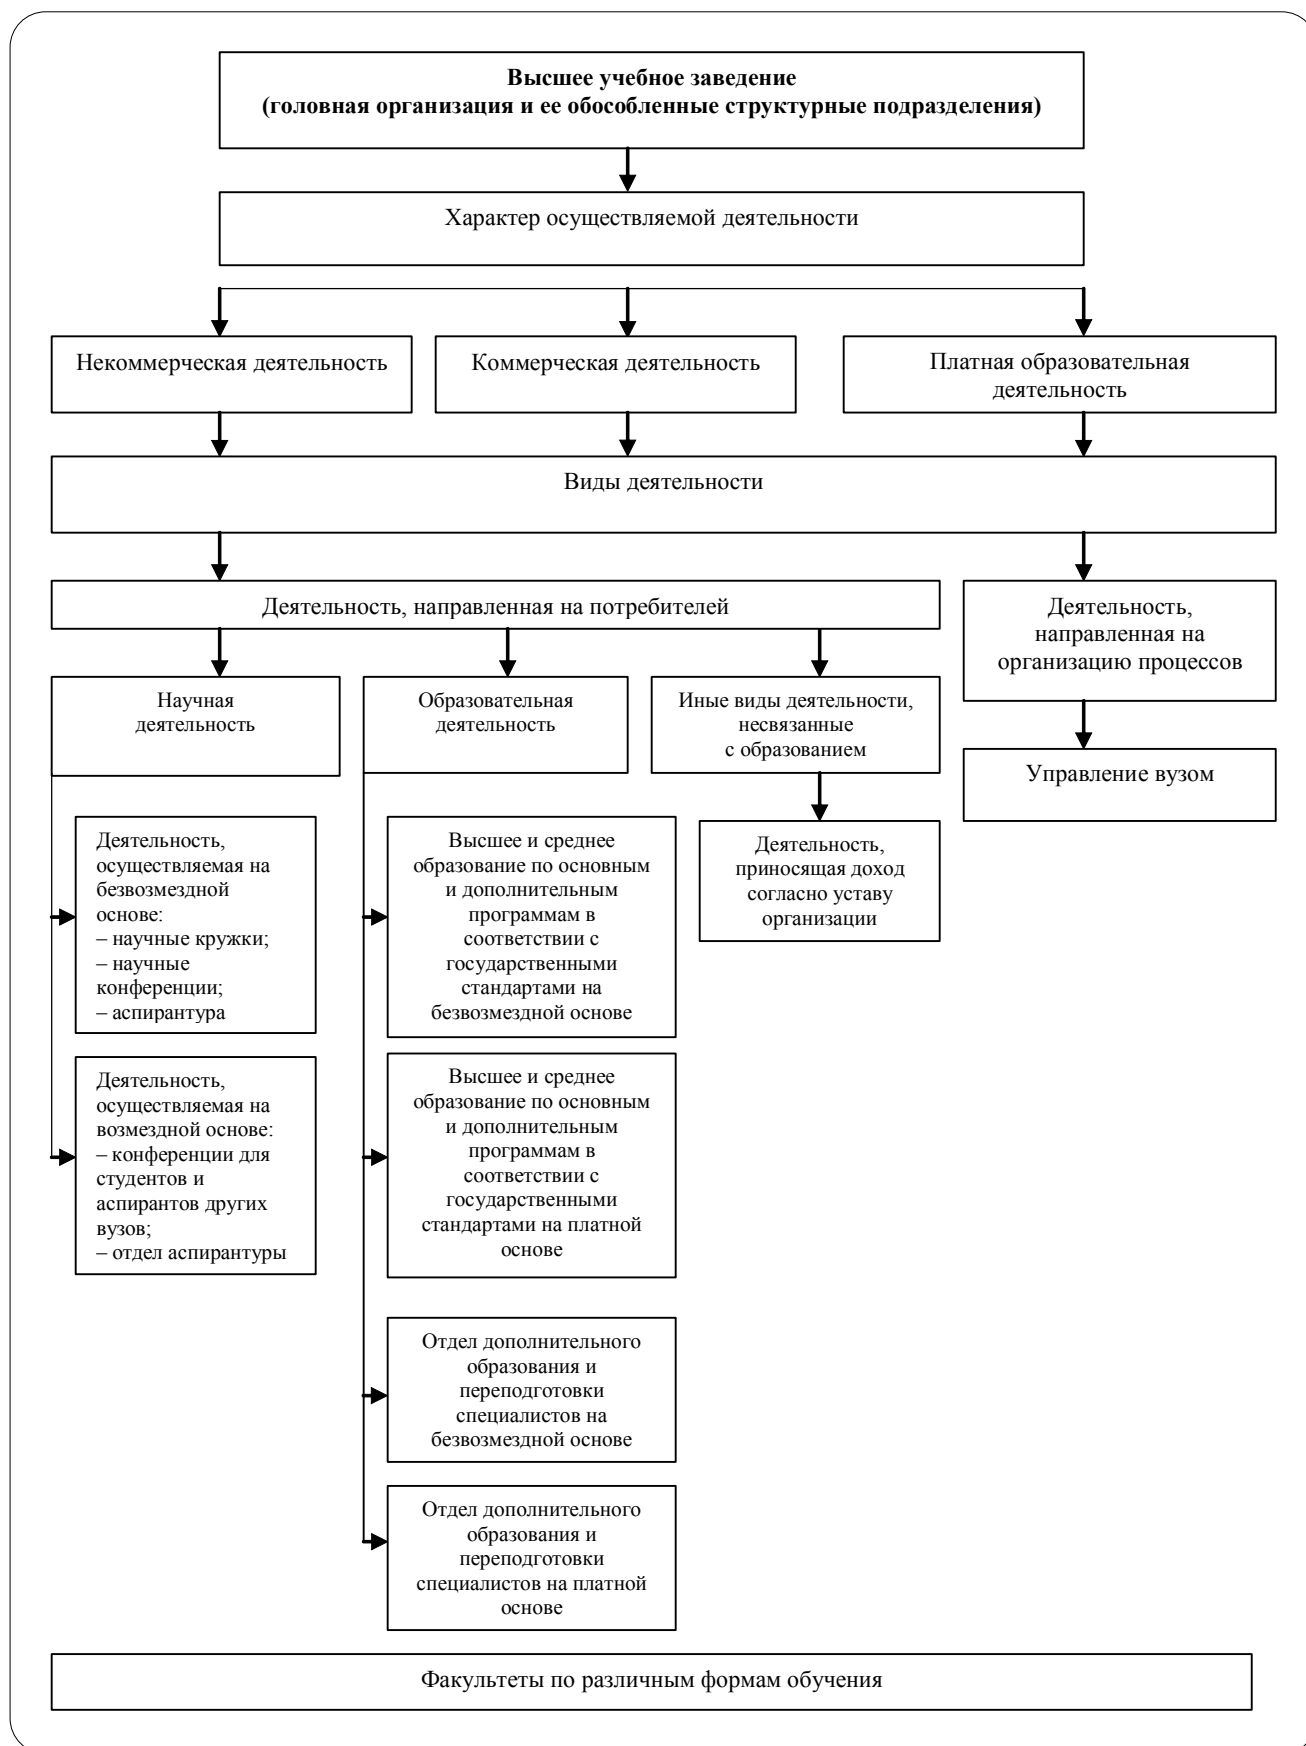 Высшее учебное заведение
(головная организация и ее обособленные структурные подразделения)
Характер осуществляемой деятельности
Некоммерческая деятельность
Коммерческая деятельность
Платная образовательная
деятельность
Виды деятельности
Деятельность, направленная на потребителей
Деятельность,
направленная на
организацию процессов
Научная
деятельность
Образовательная
деятельность
Иные виды деятельности,
несвязанные
с образованием
Управление вузом
Деятельность,
осуществляемая на
безвозмездной
основе:
– научные кружки;
– научные
конференции;
– аспирантура
Высшее и среднее
образование по основным
и дополнительным
программам в
соответствии с
государственными
стандартами на
безвозмездной основе
Деятельность,
приносящая доход
согласно уставу
организации
Деятельность,
осуществляемая на
возмездной основе:
– конференции для
студентов и
аспирантов других
вузов;
– отдел аспирантуры
Высшее и среднее
образование по основным
и дополнительным
программам в
соответствии с
государственными
стандартами на платной
основе
Отдел дополнительного
образования и
переподготовки
специалистов на
безвозмездной основе
Отдел дополнительного
образования и
переподготовки
специалистов на платной
основе
Факультеты по различным формам обучения